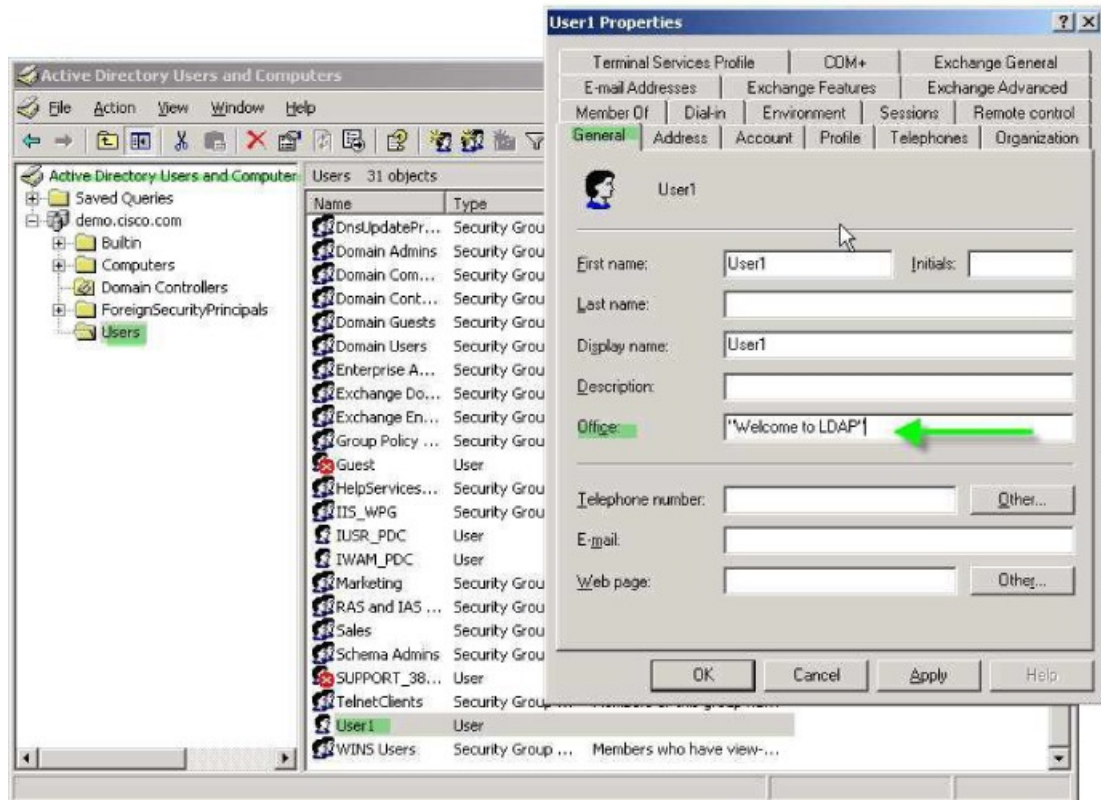 User1 Properties
Terminal Services Profile COM+ Exchange General
E-mail Addresses Exchange Features Exchange Advanced
Member Of Dial-in Environment Sessions Remote control
General Address Account Profile Telephones Organization
User1
First name: User1 Initials:
Last name:
Display name: User1
Description:
Office: "Welcome to LDAP"
Telephone number: Other...
E-mail:
Web page: Other...
OK Cancel Apply Help
Active Directory Users and Computers
File Action View Window Help
Active Directory Users and Computer
Saved Queries
demo.cisco.com
Builtin
Computers
Domain Controllers
ForeignSecurityPrincipals
Users
Users 31 objects
Name Type
DnsUpdatePr... Security Grou
Domain Admins Security Grou
Domain Com... Security Grou
Domain Cont... Security Grou
Domain Guests Security Grou
Domain Users Security Grou
Enterprise A... Security Grou
Exchange Do... Security Grou
Exchange En... Security Grou
Group Policy ... Security Grou
Guest User
HelpServices... Security Grou
IIS_WPG Security Grou
IUSR_PDC User
IWAM_PDC User
Marketing Security Grou
RAS and IAS ... Security Grou
Sales Security Grou
Schema Admins Security Grou
SUPPORT_38... User
TelnetClients Security Group ... Members of this group ha...
User1 User
WINS Users Security Group ... Members who have view-...